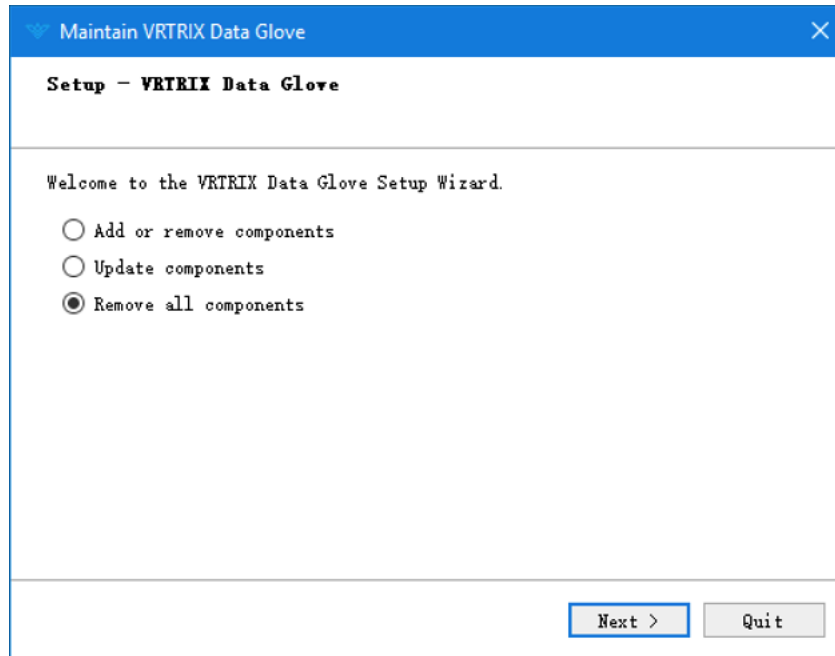 Maintain VRTRIX Data Glove
Setup - VRTRIX Data Glove
Welcome to the VRTRIX Data Glove Setup Wizard.
Add or remove components
Update components
Remove all components
Next >
Quit